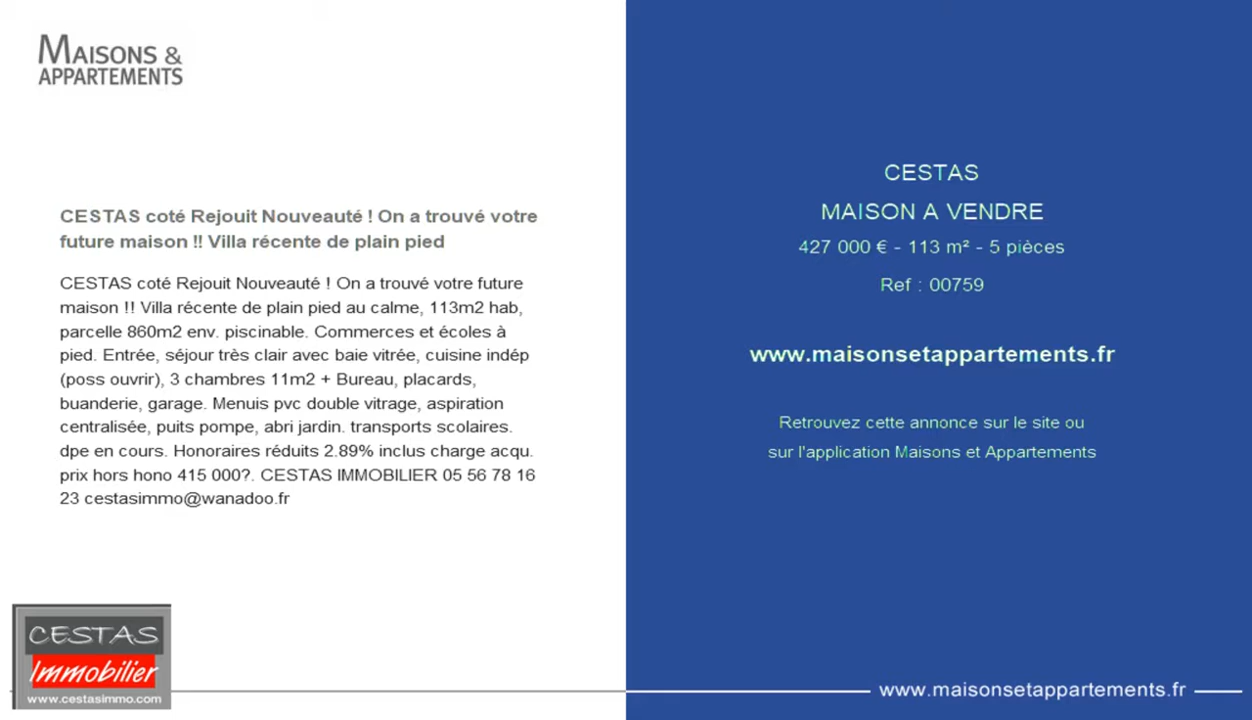 MAISONS &
APPARTEMENTS
CESTAS coté Rejouit Nouveauté ! On a trouvé votre
future maison !! Villa récente de plain pied
CESTAS coté Rejouit Nouveauté ! On a trouvé votre future
maison !! Villa récente de plain pied au calme, 113m2 hab,
parcelle 860m2 env. piscinable. Commerces et écoles à
pied. Entrée, séjour très clair avec baie vitrée, cuisine indép
(poss ouvrir), 3 chambres 11m2 + Bureau, placards,
buanderie, garage. Menuis pvc double vitrage, aspiration
centralisée, puits pompe, abri jardin. transports scolaires.
dpe en cours. Honoraires réduits 2.89% inclus charge acqu.
prix hors hono 415 000?. CESTAS IMMOBILIER 05 56 78 16
23 cestasimmo@wanadoo.fr
CESTAS
Immobilier
www.cestasimmo.com
CESTAS
MAISON A VENDRE
427 000 € - 113 m² - 5 pièces
Ref : 00759
www.maisonsetappartements.fr
Retrouvez cette annonce sur le site ou
sur l'application Maisons et Appartements
www.maisonsetappartements.fr